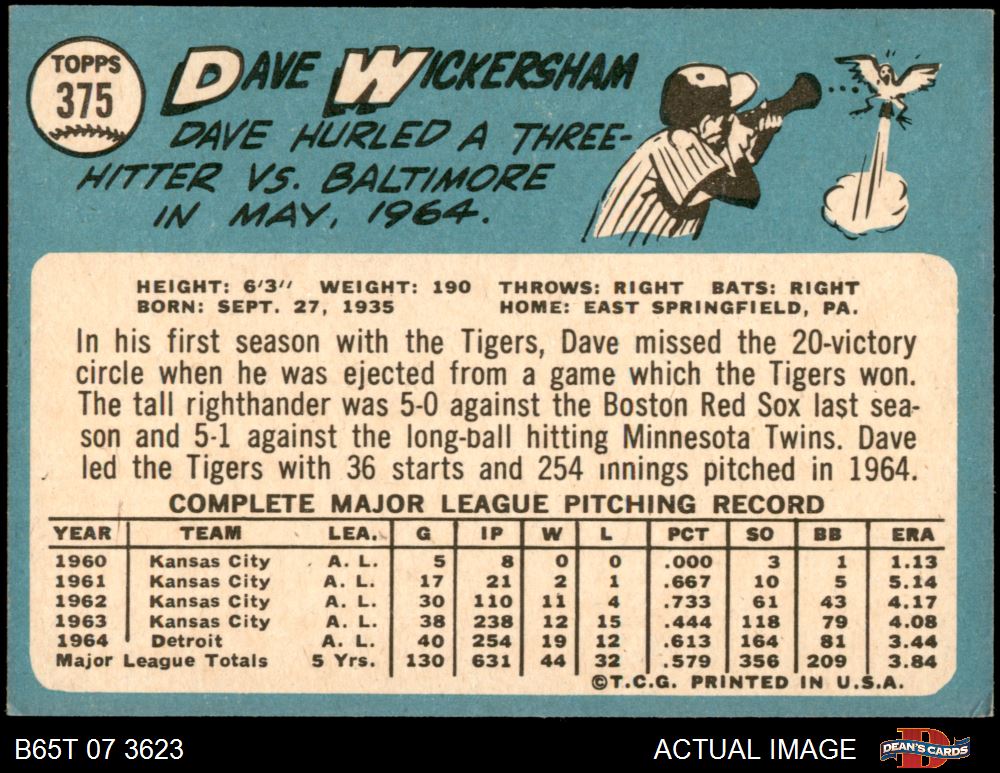 TOPPS
375
DAVE WICKERSHAM
DAVE HURLED A THREE-
HITTER VS. BALTIMORE
IN MAY, 1964.
HEIGHT: 6'3" WEIGHT: 190 THROWS: RIGHT BATS: RIGHT
BORN: SEPT. 27, 1935 HOME: EAST SPRINGFIELD, PA.
In his first season with the Tigers, Dave missed the 20-victory
circle when he was ejected from a game which the Tigers won.
The tall righthander was 5-0 against the Boston Red Sox last sea-
son and 5-1 against the long-ball hitting Minnesota Twins. Dave
led the Tigers with 36 starts and 254 innings pitched in 1964.
COMPLETE MAJOR LEAGUE PITCHING RECORD
YEAR TEAM LEA. G IP W L PCT SO BB ERA
1960 Kansas City A. L. 5 8 0 0 .000 3 1 1.13
1961 Kansas City A. L. 17 21 2 1 .667 10 5 5.14
1962 Kansas City A. L. 30 110 11 4 .733 61 43 4.17
1963 Kansas City A. L. 38 238 12 15 .444 118 79 4.08
1964 Detroit A. L. 40 254 19 12 .613 164 81 3.44
Major League Totals 5 Yrs. 130 631 44 32 .579 356 209 3.84
©T.C.G. PRINTED IN U.S.A.
B65T 07 3623 ACTUAL IMAGE DEAN'S CARDS